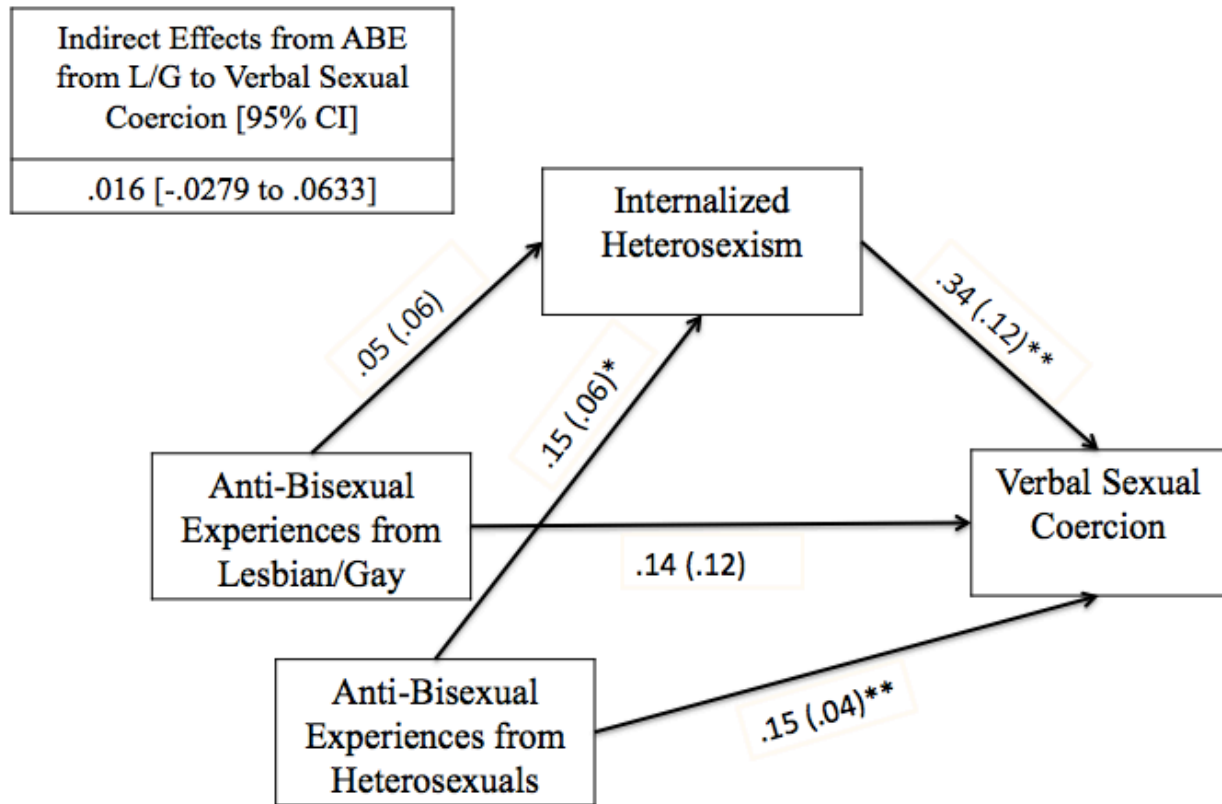 Indirect Effects from ABE
from L/G to Verbal Sexual
Coercion [95% CI]
.016 [-.0279 to .0633]
Internalized
Heterosexism
.05 (.06)
.15 (.06)*
.34 (.12)**
Anti-Bisexual
Experiences from
Lesbian/Gay
.14 (.12)
Verbal Sexual
Coercion
Anti-Bisexual
Experiences from
Heterosexuals
.15 (.04)**